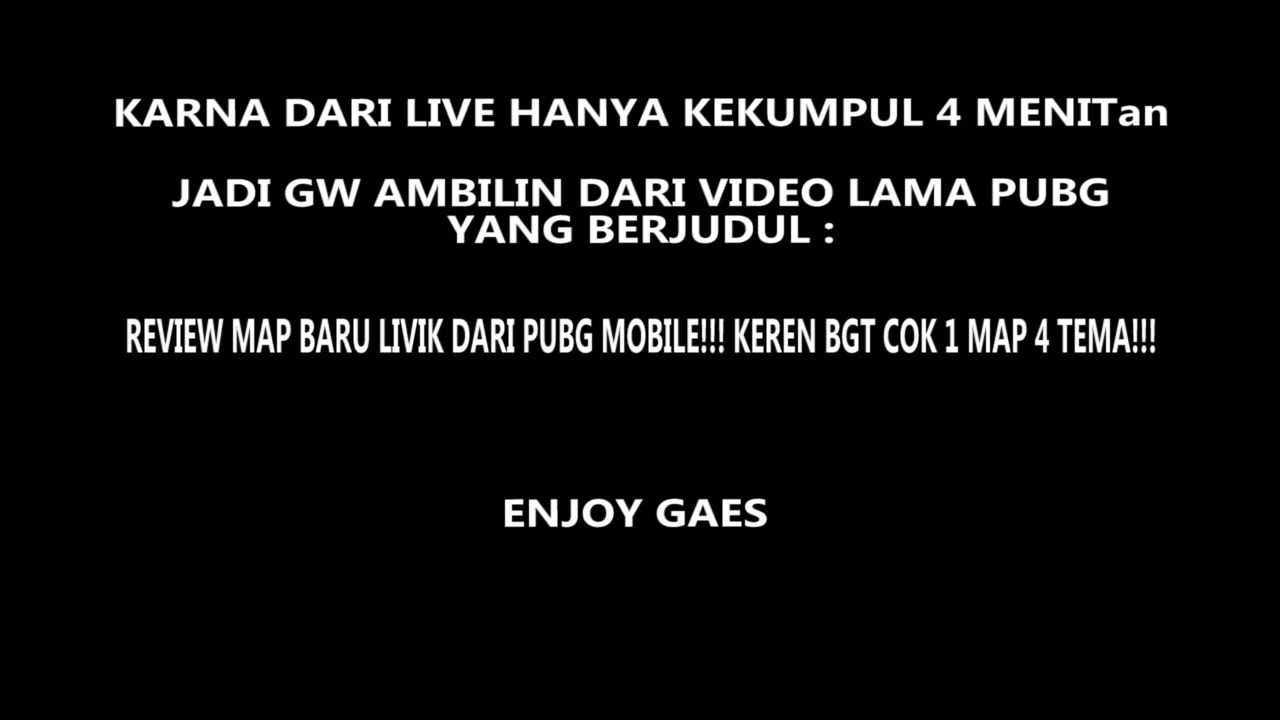 KARNA DARI LIVE HANYA KEKUMPUL 4 MENITan
JADI GW AMBILIN DARI VIDEO LAMA PUBG
YANG BERJUDUL :
REVIEW MAP BARU LIVIK DARI PUBG MOBILE!!! KEREN BGT COK 1 MAP 4 TEMA!!!
ENJOY GAES